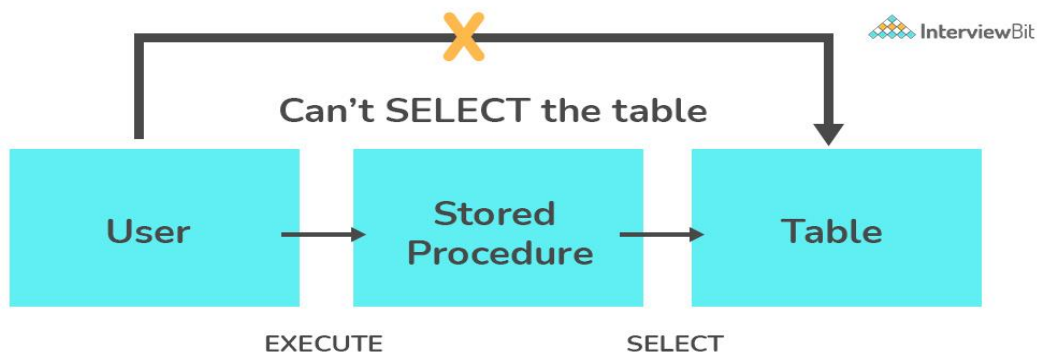 InterviewBit
Can't SELECT the table
User
Stored
Procedure
Table
EXECUTE
SELECT